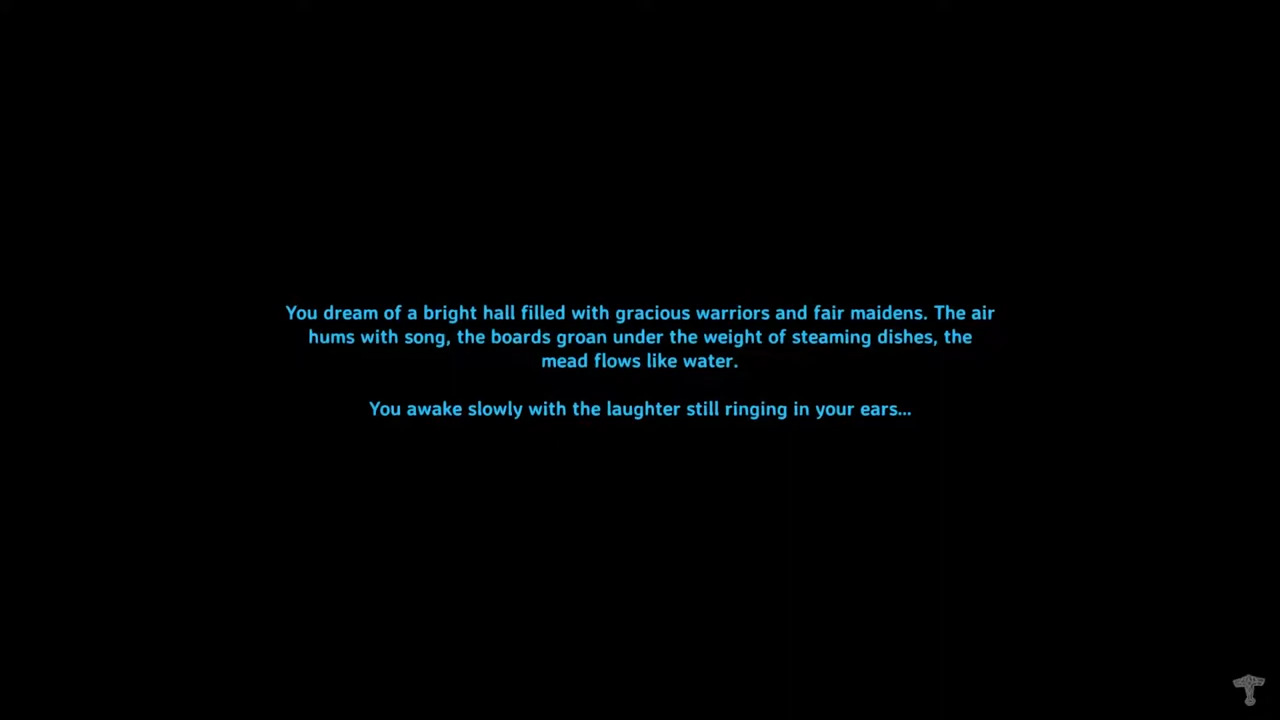 You dream of a bright hall filled with gracious warriors and fair maidens. The air
hums with song, the boards groan under the weight of steaming dishes, the
mead flows like water.
You awake slowly with the laughter still ringing in your ears...